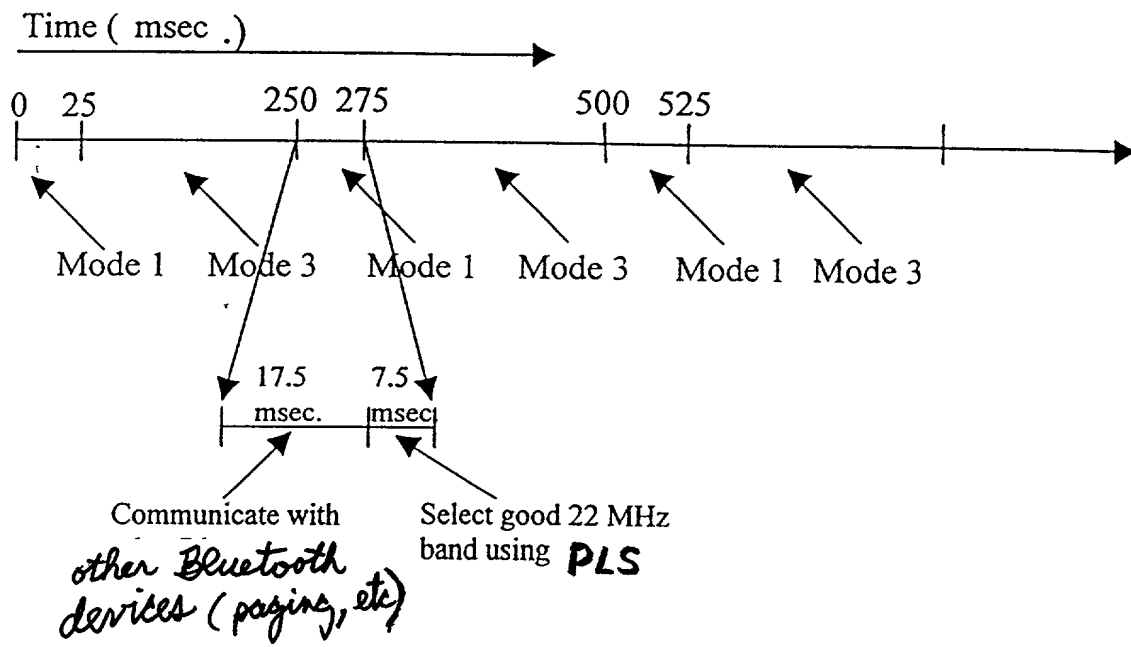 Time ( msec .)
0 25 250 275 500 525
Mode 1 Mode 3 Mode 1 Mode 3 Mode 1 Mode 3
17.5 7.5
msec. msec.
Communicate with
other Bluetooth
devices (paging, etc)
Select good 22 MHz
band using PLS